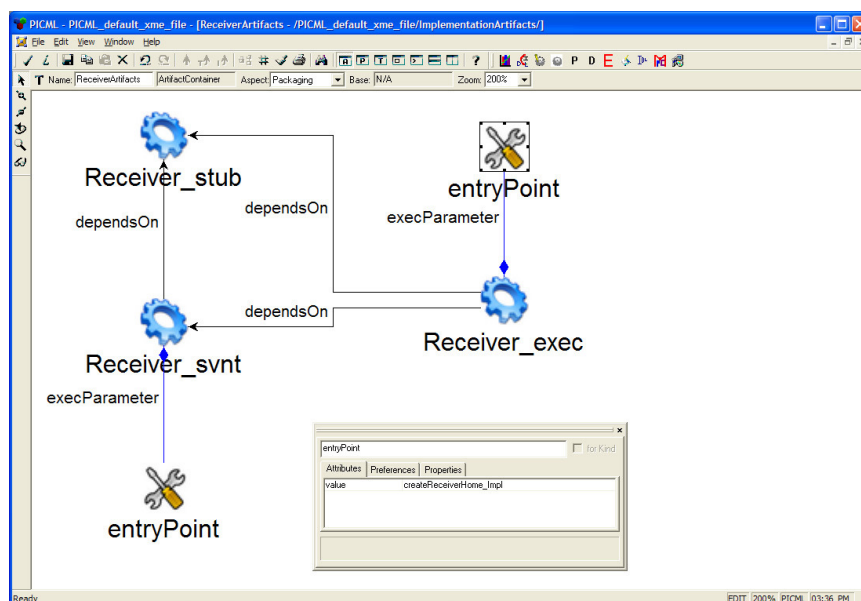 PICML - PICML_default_xme_file - [ReceiverArtifacts - /PICML_default_xme_file/ImplementationArtifacts/]
File Edit View Window Help
A P T ? P D E
T Name: ReceiverArtifacts ArtifactContainer Aspect: Packaging Base: N/A Zoom: 200%
Receiver_stub
entryPoint
dependsOn
dependsOn
execParameter
dependsOn
Receiver_exec
Receiver_svnt
execParameter
entryPoint
entryPoint
for Kind
Attributes Preferences Properties
value createReceiverHome_Impl
Ready
EDIT 200% PICML 03:36 PM